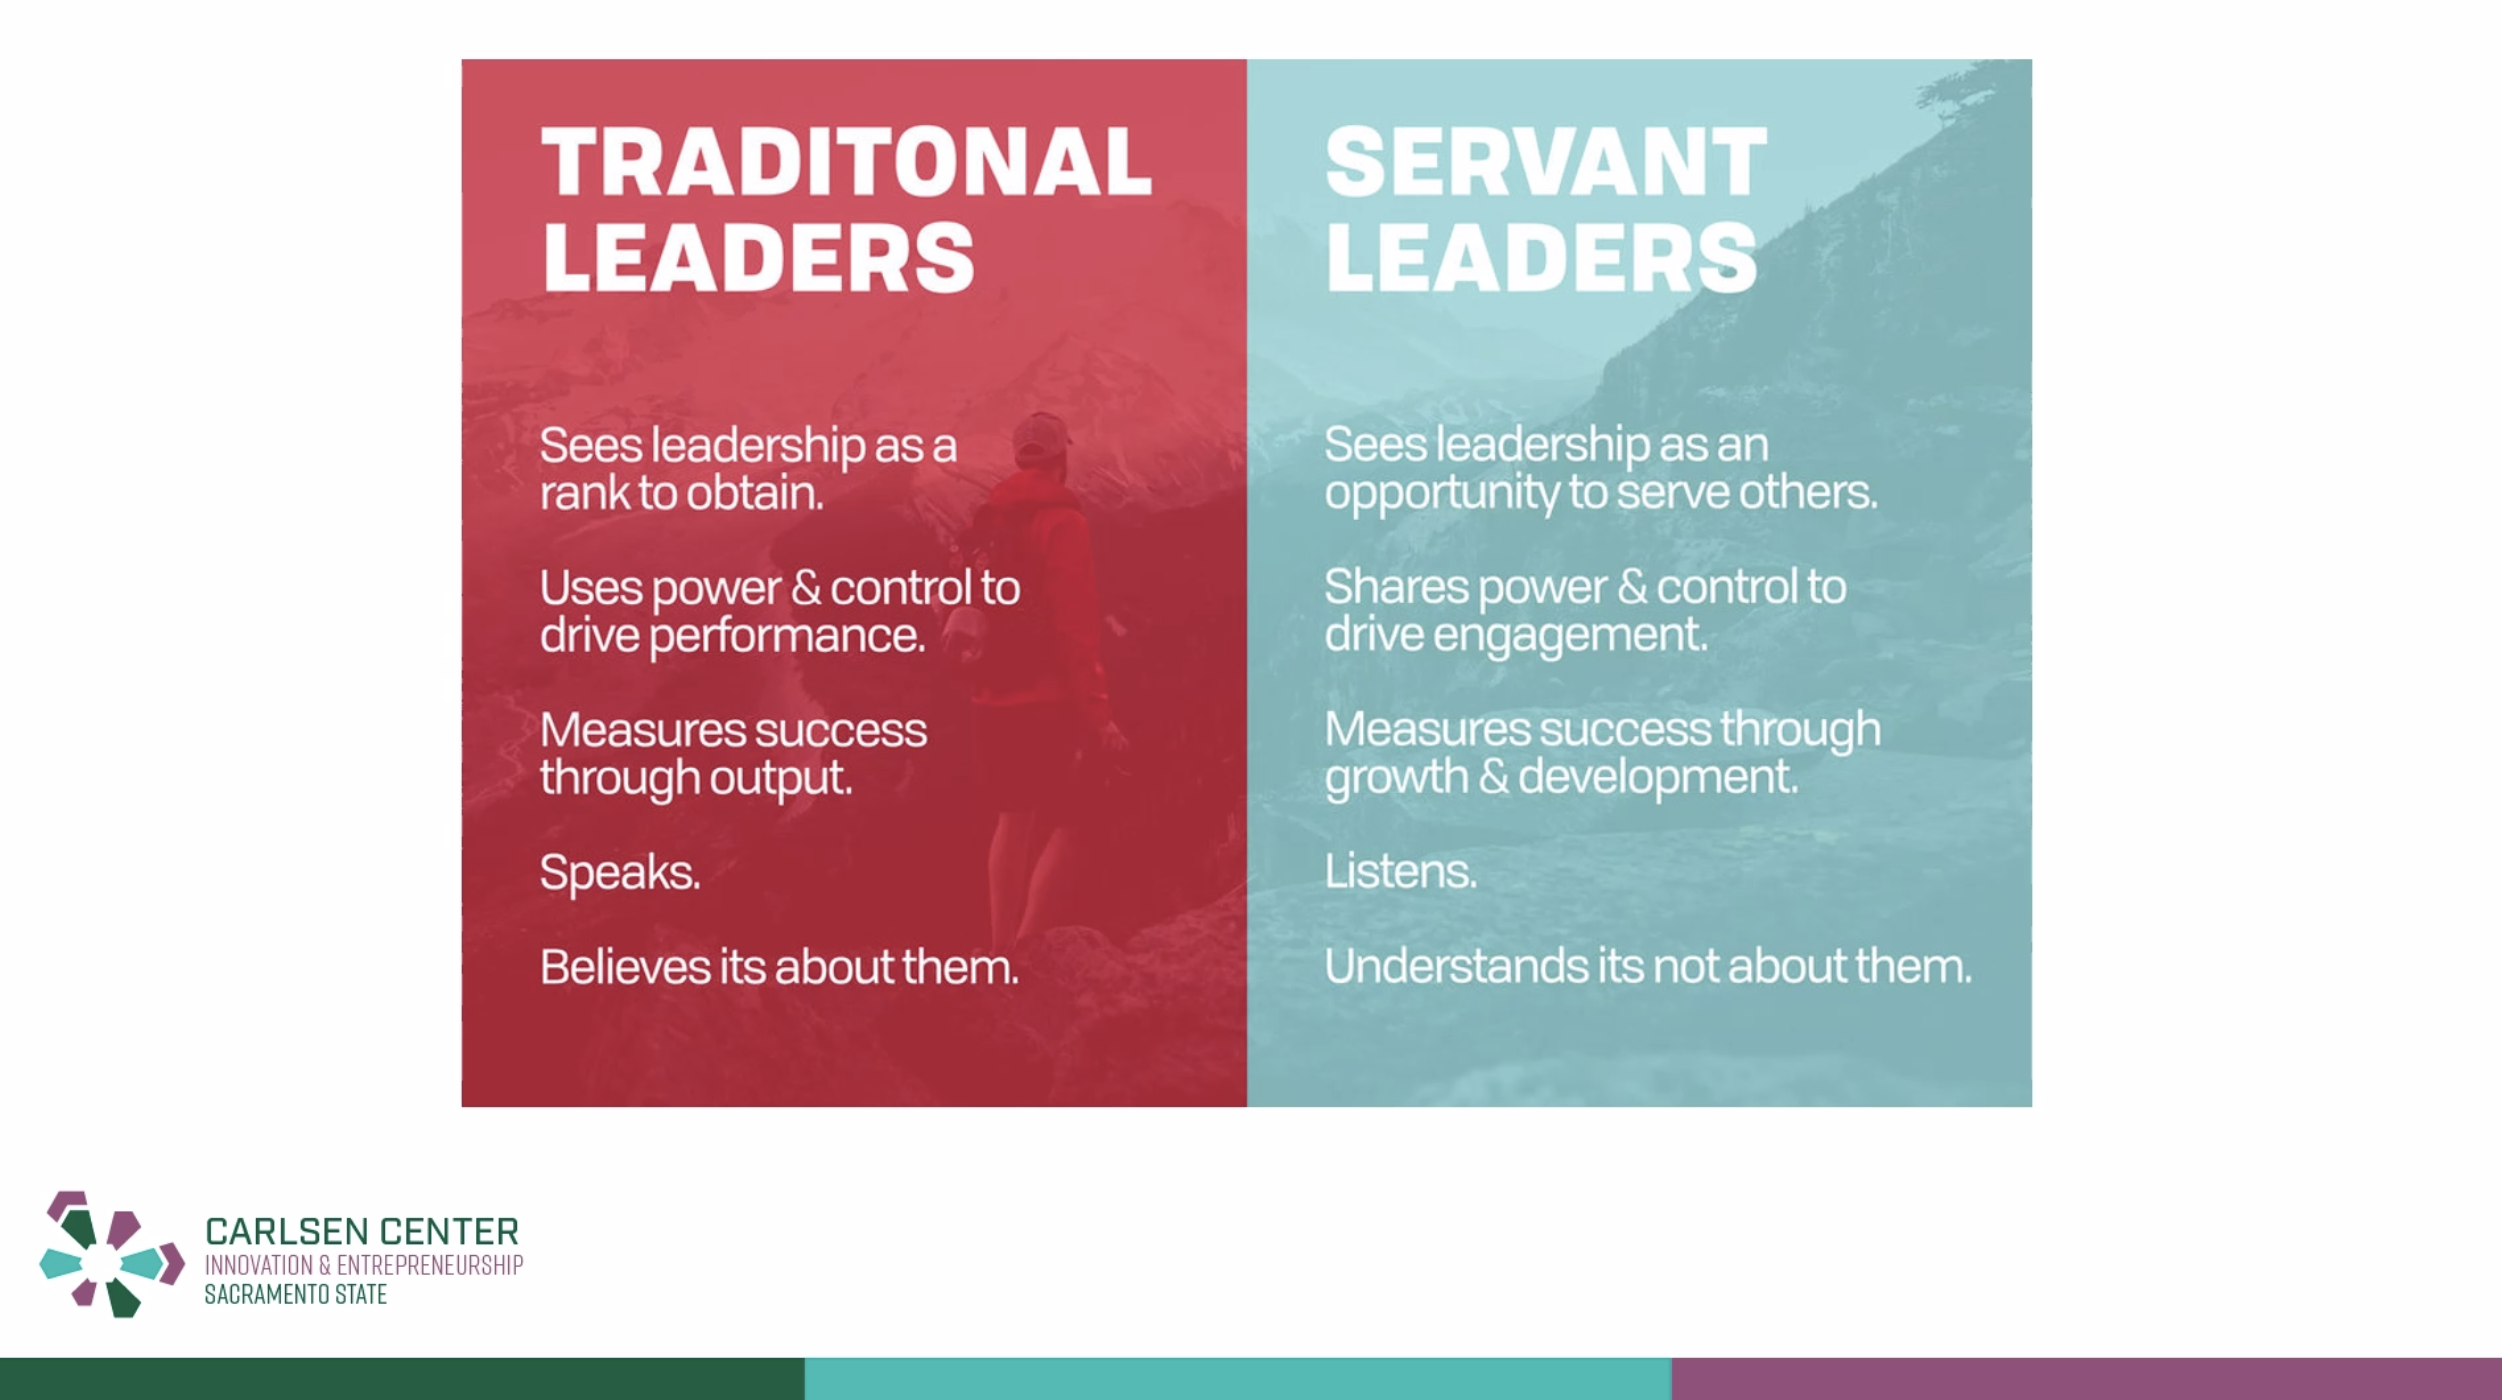 TRADITONAL
LEADERS
Sees leadership as a
rank to obtain.
Uses power & control to
drive performance.
Measures success
through output.
Speaks.
Believes its about them.
SERVANT
LEADERS
Sees leadership as an
opportunity to serve others.
Shares power & control to
drive engagement.
Measures success through
growth & development.
Listens.
Understands its not about them.
CARLSEN CENTER
INNOVATION & ENTREPRENEURSHIP
SACRAMENTO STATE